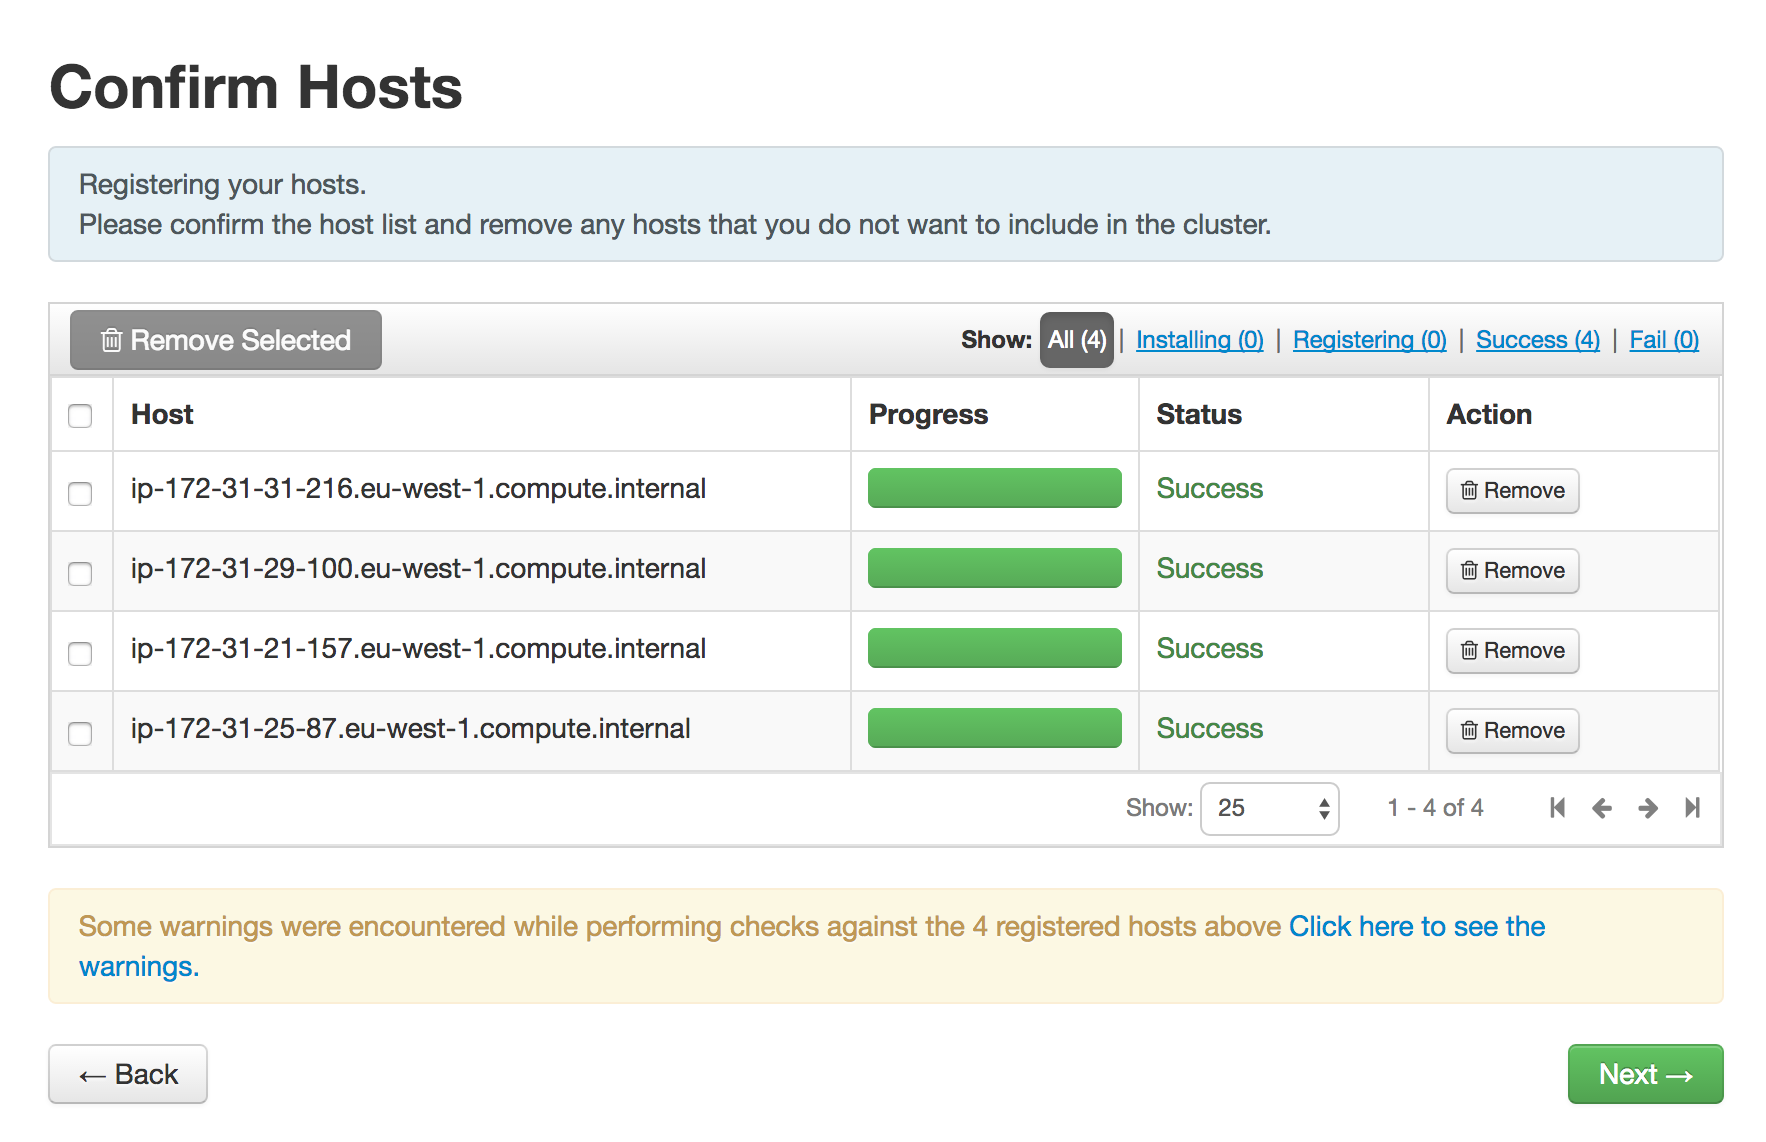 Confirm Hosts
Registering your hosts.
Please confirm the host list and remove any hosts that you do not want to include in the cluster.
Remove Selected Show: All (4) | Installing (0) | Registering (0) | Success (4) | Fail (0)
Host Progress Status Action
ip-172-31-31-216.eu-west-1.compute.internal Success Remove
ip-172-31-29-100.eu-west-1.compute.internal Success Remove
ip-172-31-21-157.eu-west-1.compute.internal Success Remove
ip-172-31-25-87.eu-west-1.compute.internal Success Remove
Show: 25 1 - 4 of 4
Some warnings were encountered while performing checks against the 4 registered hosts above Click here to see the
warnings.
← Back Next →